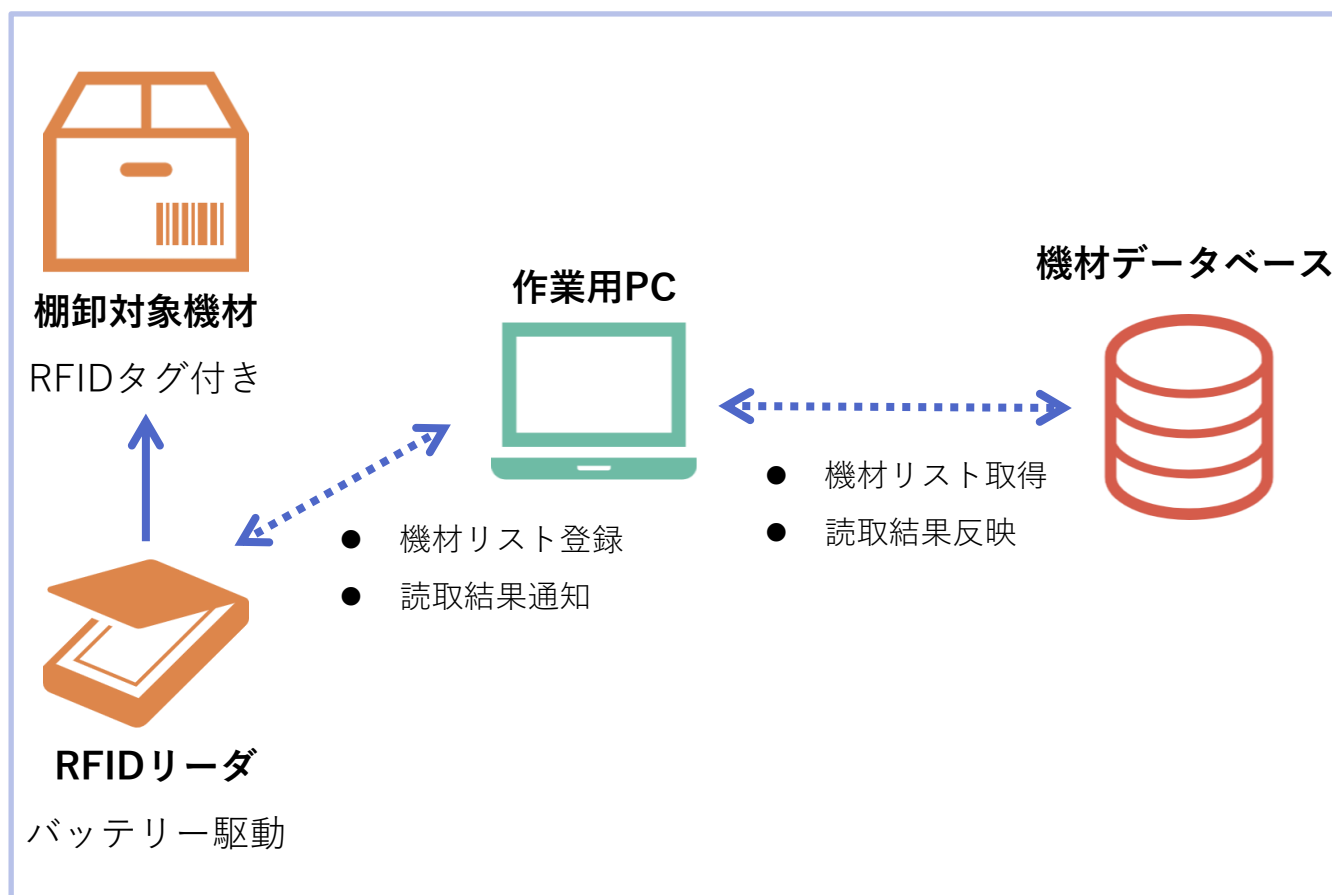 棚卸対象機材
RFIDタグ付き
RFIDリーダ
バッテリー駆動
● 機材リスト登録
● 読取結果通知
作業用PC
● 機材リスト取得
● 読取結果反映
機材データベース